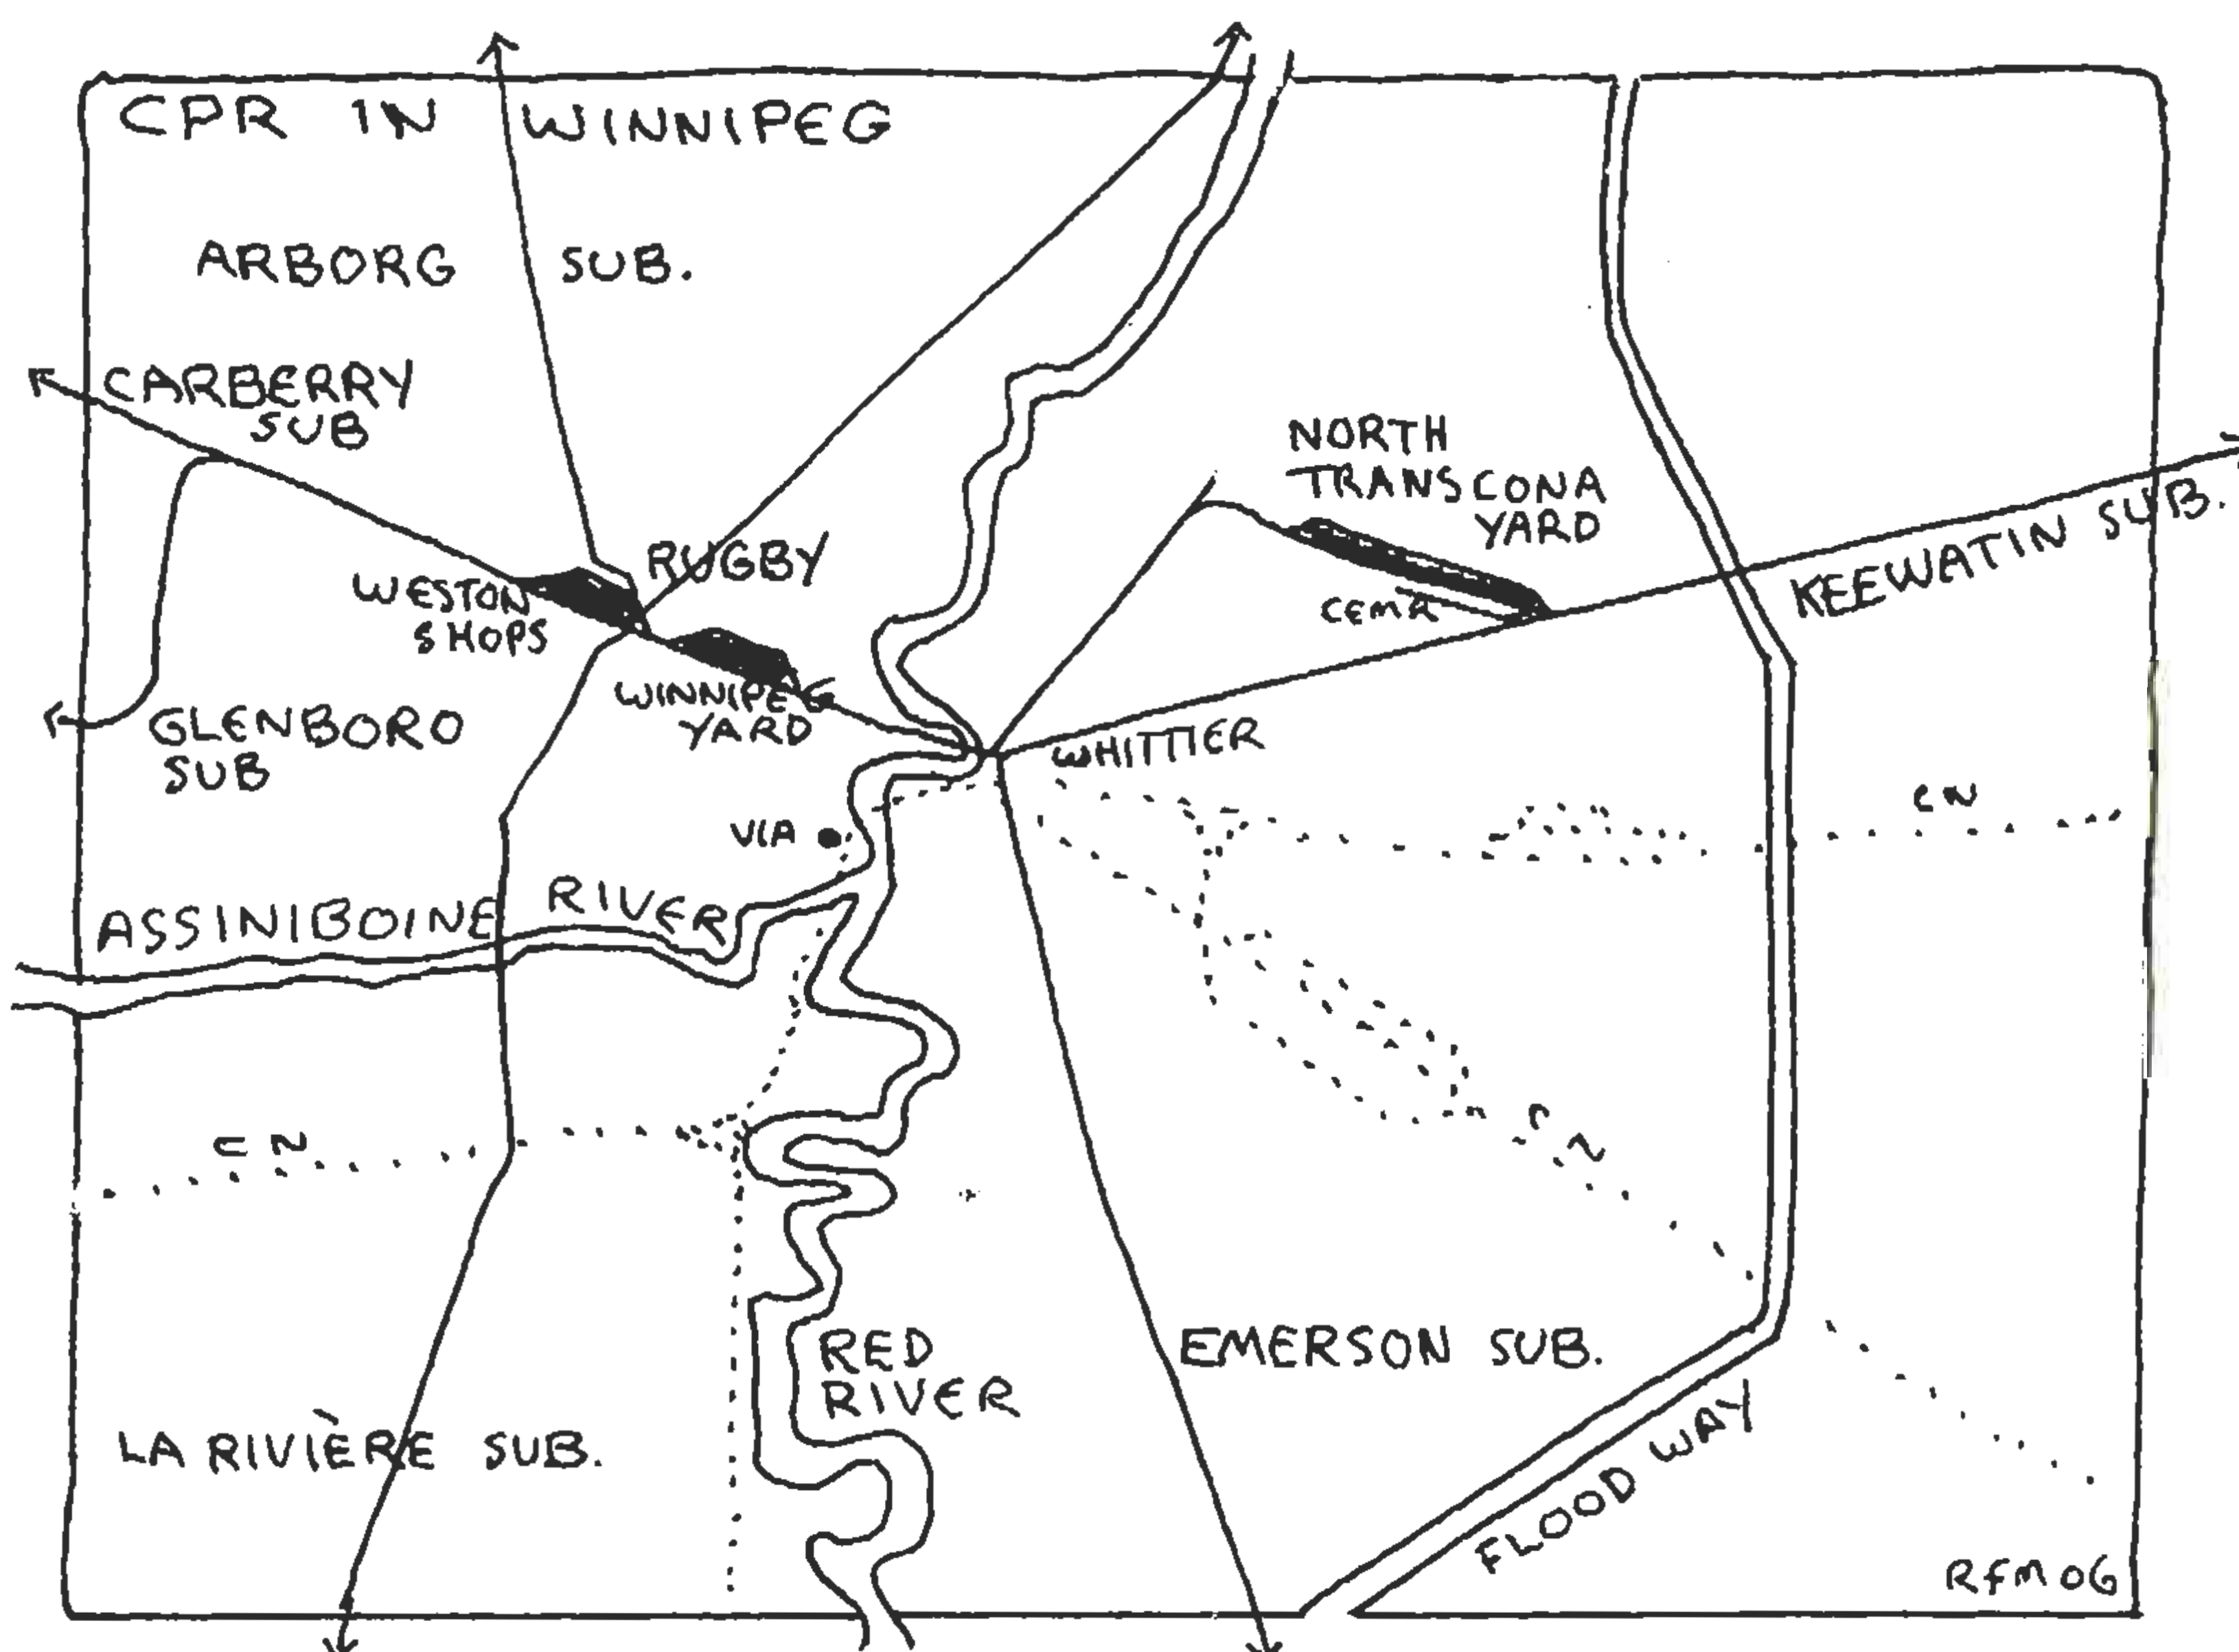 CPR IN WINNIPEG
ARBORG SUB.
CARBERRY
SUB
NORTH
TRANSCONA
YARD
KEEWATIN SUB.
RUGBY
WESTON
SHOPS
CEMR
WINNIPEG
YARD
GLENBORO
SUB
WHITTIER
VIA
CN
ASSINIBOINE RIVER
CN
CN
RED
RIVER
EMERSON SUB.
LA RIVIÈRE SUB.
FLOOD WAY
RFM 06